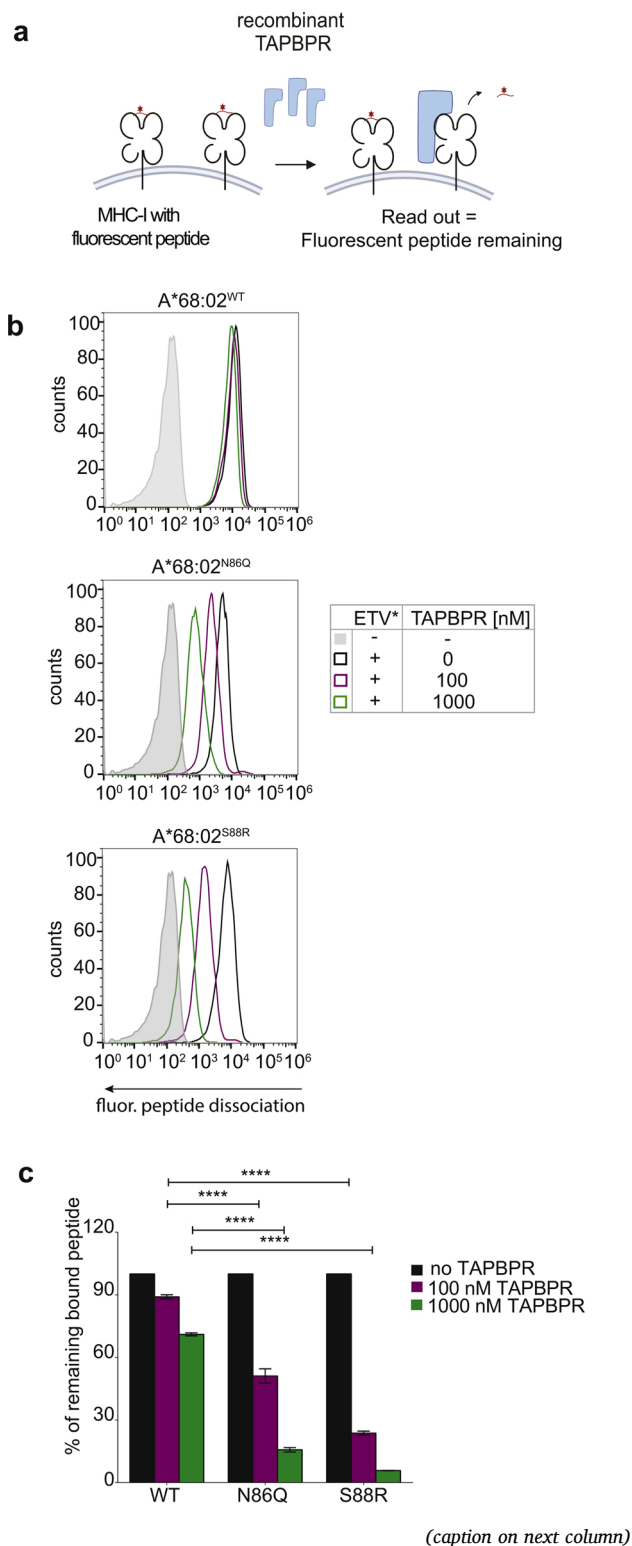 a
recombinant
TAPBPR
MHC-I with
fluorescent peptide
Read out =
Fluorescent peptide remaining
b
A*68:02WT
counts
100
80
60
40
20
0
10⁰ 10¹ 10² 10³ 10⁴ 10⁵ 10⁶
A*68:02N86Q
counts
100
80
60
40
20
0
10⁰ 10¹ 10² 10³ 10⁴ 10⁵ 10⁶
ETV* TAPBPR [nM]
- -
+ 0
+ 100
+ 1000
A*68:02S88R
counts
100
80
60
40
20
0
10⁰ 10¹ 10² 10³ 10⁴ 10⁵ 10⁶
fluor. peptide dissociation
c
****
****
****
****
% of remaining bound peptide
120
90
60
30
0
WT N86Q S88R
no TAPBPR
100 nM TAPBPR
1000 nM TAPBPR
(caption on next column)